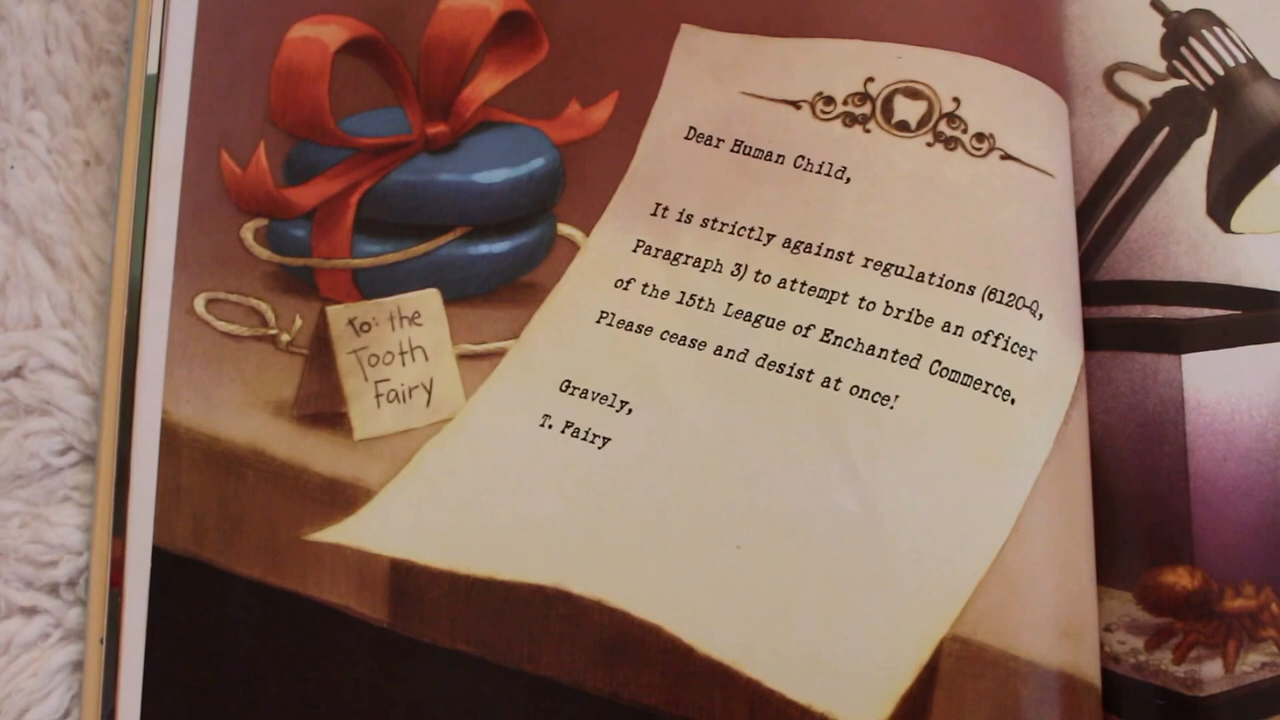 Dear Human Child,
It is strictly against regulations (6120-Q,
Paragraph 3) to attempt to bribe an officer
of the 15th League of Enchanted Commerce.
Please cease and desist at once!
Gravely,
T. Fairy
To: the
Tooth
Fairy